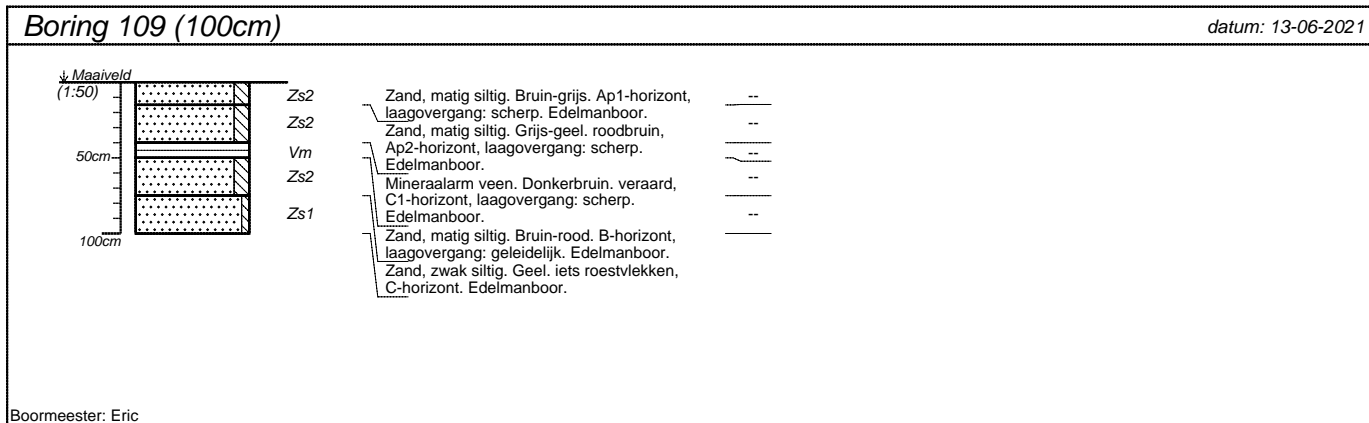 Boring 109 (100cm)
datum: 13-06-2021
Maaiveld
(1:50)
50cm
100cm
Zs2
Zs2
Vm
Zs2
Zs1
Zand, matig siltig. Bruin-grijs. Ap1-horizont,
laagovergang: scherp. Edelmanboor.
Zand, matig siltig. Grijs-geel. roodbruin,
Ap2-horizont, laagovergang: scherp.
Edelmanboor.
Mineraalarm veen. Donkerbruin. veraard,
C1-horizont, laagovergang: scherp.
Edelmanboor.
Zand, matig siltig. Bruin-rood. B-horizont,
laagovergang: geleidelijk. Edelmanboor.
Zand, zwak siltig. Geel. iets roestvlekken,
C-horizont. Edelmanboor.
--
--
--
--
--
Boormeester: Eric